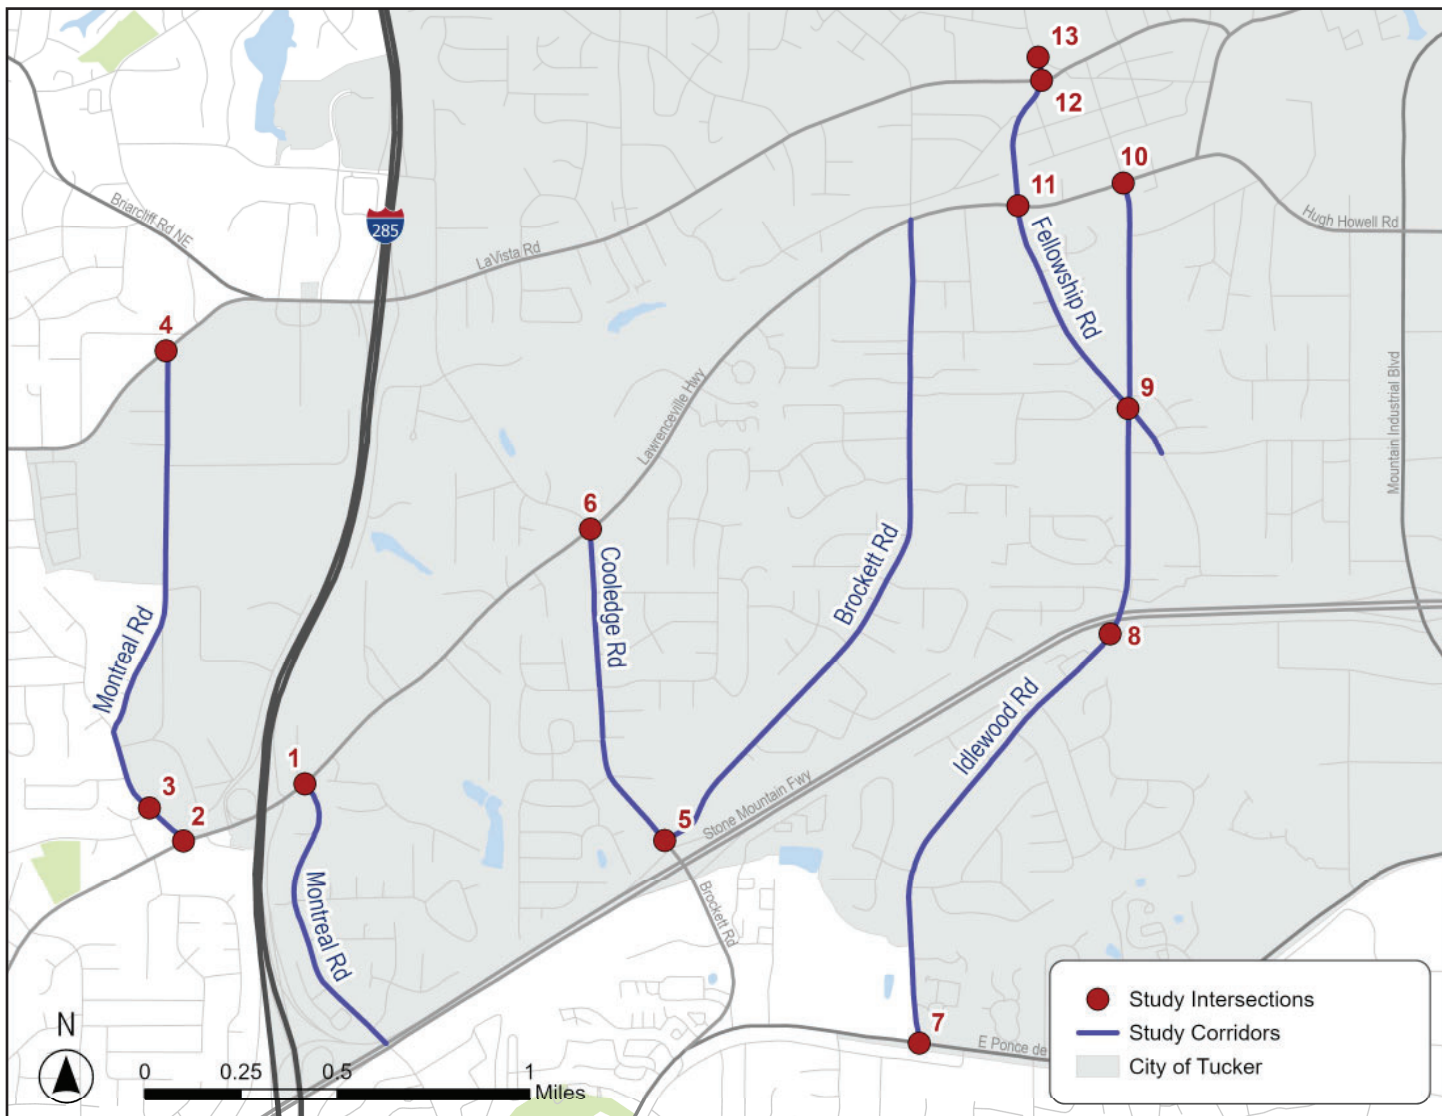 13
12
10
11
Briarcliff Rd NE
285
LaVista Rd
Hugh Howell Rd
Fellowship Rd
4
Lawrenceville Hwy
Mountain Industrial Blvd
9
6
Cooledge Rd
Brockett Rd
Montreal Rd
8
Idlewood Rd
1
3
2
5
Stone Mountain Fwy
Montreal Rd
Brockett Rd
7
E Ponce de
N
0 0.25 0.5 1
Miles
Study Intersections
Study Corridors
City of Tucker